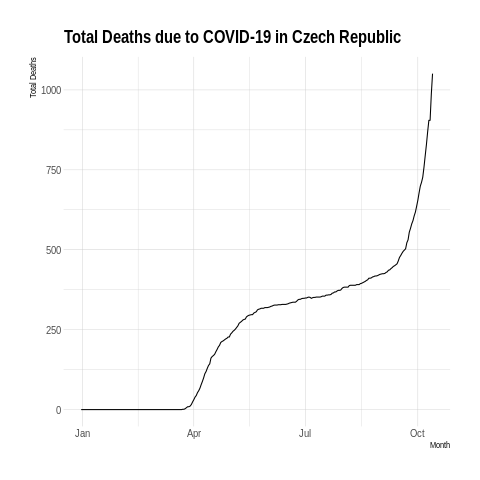 Total Deaths due to COVID-19 in Czech Republic
Total Deaths
1000
750
500
250
0
Jan Apr Jul Oct
Month